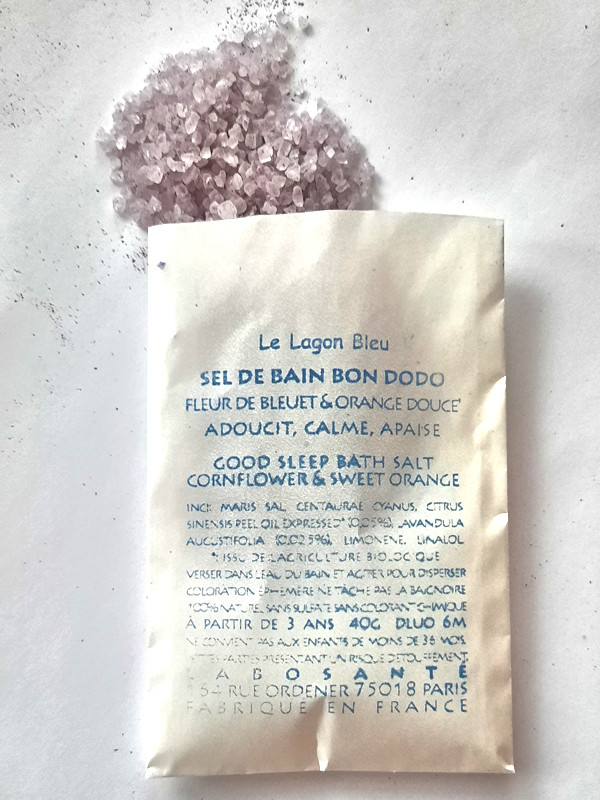 Le Lagon Bleu
SEL DE BAIN BON DODO
FLEUR DE BLEUET & ORANGE DOUCE*
ADOUCIT, CALME, APAISE
GOOD SLEEP BATH SALT
CORNFLOWER & SWEET ORANGE
INCI: MARIS SAL, CENTAURAE CYANUS, CITRUS
SINENSIS PEEL OIL EXPRESSED* (0,05%), LAVANDULA
AUGUSTIFOLIA (0,025%), LIMONENE, LINALOL
*ISSU DE L'AGRICULTURE BIOLOGIQUE
VERSER DANS L'EAU DU BAIN ET AGITER POUR DISPERSER
COLORATION EPHEMERE NE TÂCHE PAS LA BAIGNOIRE
100% NATUREL SANS SULFATE SANS COLORANT CHIMIQUE
À PARTIR DE 3 ANS 40G DLUO 6M
NE CONVIENT PAS AUX ENFANTS DE MOINS DE 36 MOIS.
PETITES PARTIES PRESENTANT UN RISQUE D'ETOUFFEMENT.
LABOSANTÉ
164 RUE ORDENER 75018 PARIS
FABRIQUÉ EN FRANCE